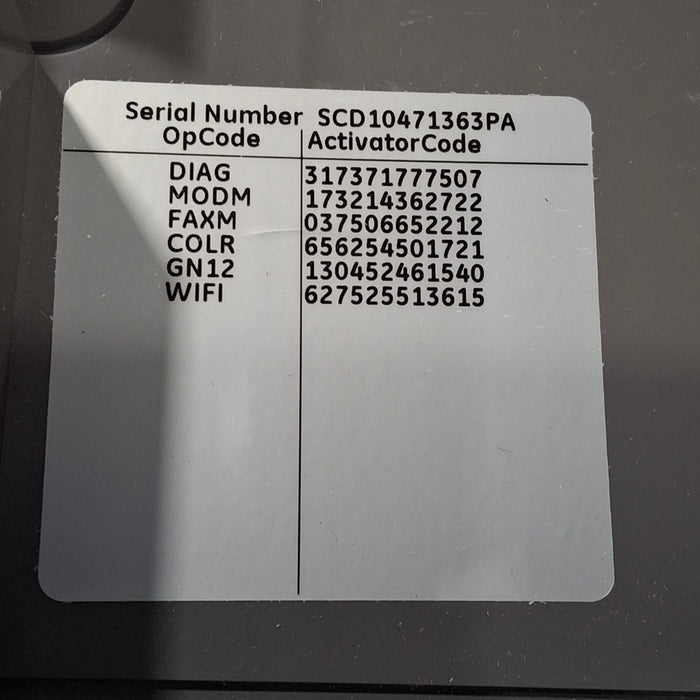 Serial Number SCD10471363PA
OpCode ActivatorCode
DIAG 317371777507
MODM 173214362722
FAXM 037506652212
COLR 656254501721
GN12 130452461540
WIFI 627525513615